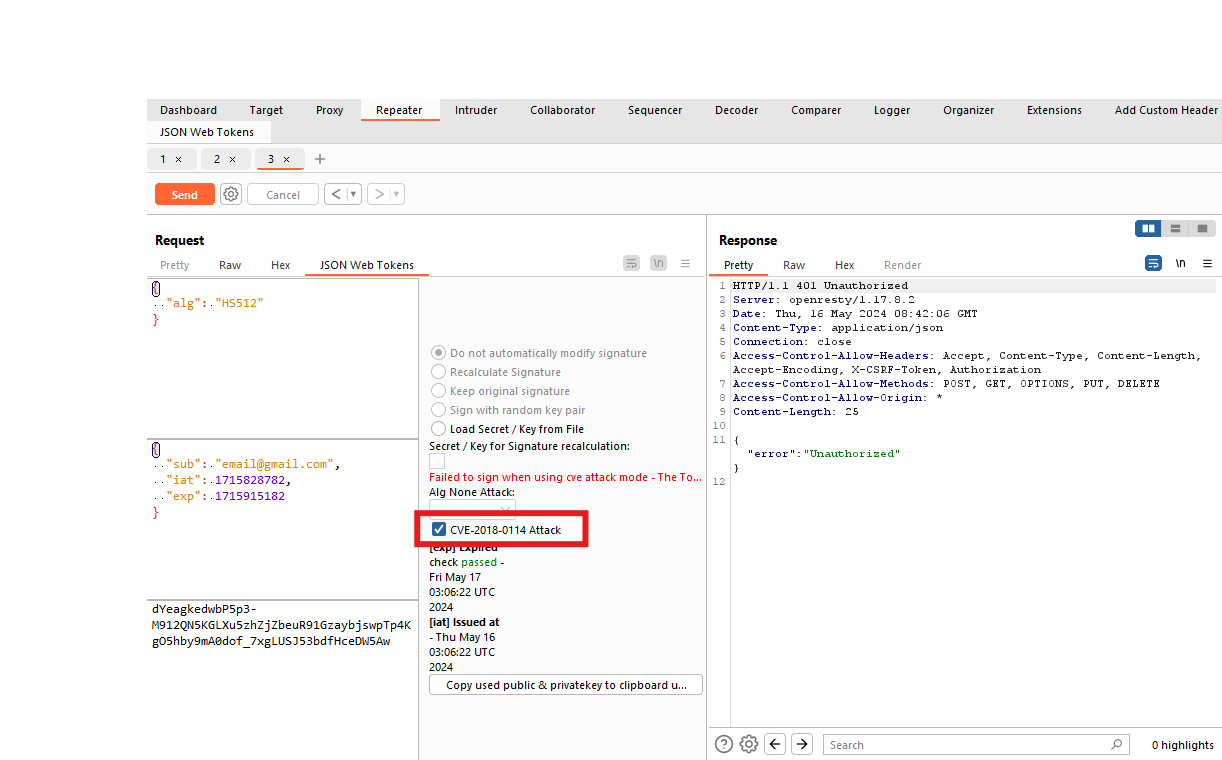 Dashboard Target Proxy Repeater Intruder Collaborator Sequencer Decoder Comparer Logger Organizer Extensions Add Custom Header
JSON Web Tokens
1 × 2 × 3 × +
Send Cancel < ▾ > ▾
Request
Pretty Raw Hex JSON Web Tokens \n
{
.."alg":."HS512"
}
{
.."sub":."email@gmail.com",
.."iat":.1715828782,
.."exp":.1715915182
}
dYeagkedwbP5p3-
M912QN5KGLXu5zhZjZbeuR91GzaybjswpTp4K
gO5hby9mA0dof_7xgLUSJ53bdfHceDW5Aw
Do not automatically modify signature
Recalculate Signature
Keep original signature
Sign with random key pair
Load Secret / Key from File
Secret / Key for Signature recalculation:
Failed to sign when using cve attack mode - The To...
Alg None Attack:
CVE-2018-0114 Attack
[exp] Expired
check passed -
Fri May 17
03:06:22 UTC
2024
[iat] Issued at
- Thu May 16
03:06:22 UTC
2024
Copy used public & privatekey to clipboard u...
Response
Pretty Raw Hex Render \n
1 HTTP/1.1 401 Unauthorized
2 Server: openresty/1.17.8.2
3 Date: Thu, 16 May 2024 08:42:06 GMT
4 Content-Type: application/json
5 Connection: close
6 Access-Control-Allow-Headers: Accept, Content-Type, Content-Length,
Accept-Encoding, X-CSRF-Token, Authorization
7 Access-Control-Allow-Methods: POST, GET, OPTIONS, PUT, DELETE
8 Access-Control-Allow-Origin: *
9 Content-Length: 25
10
11 {
"error":"Unauthorized"
}
12
? Search 0 highlights